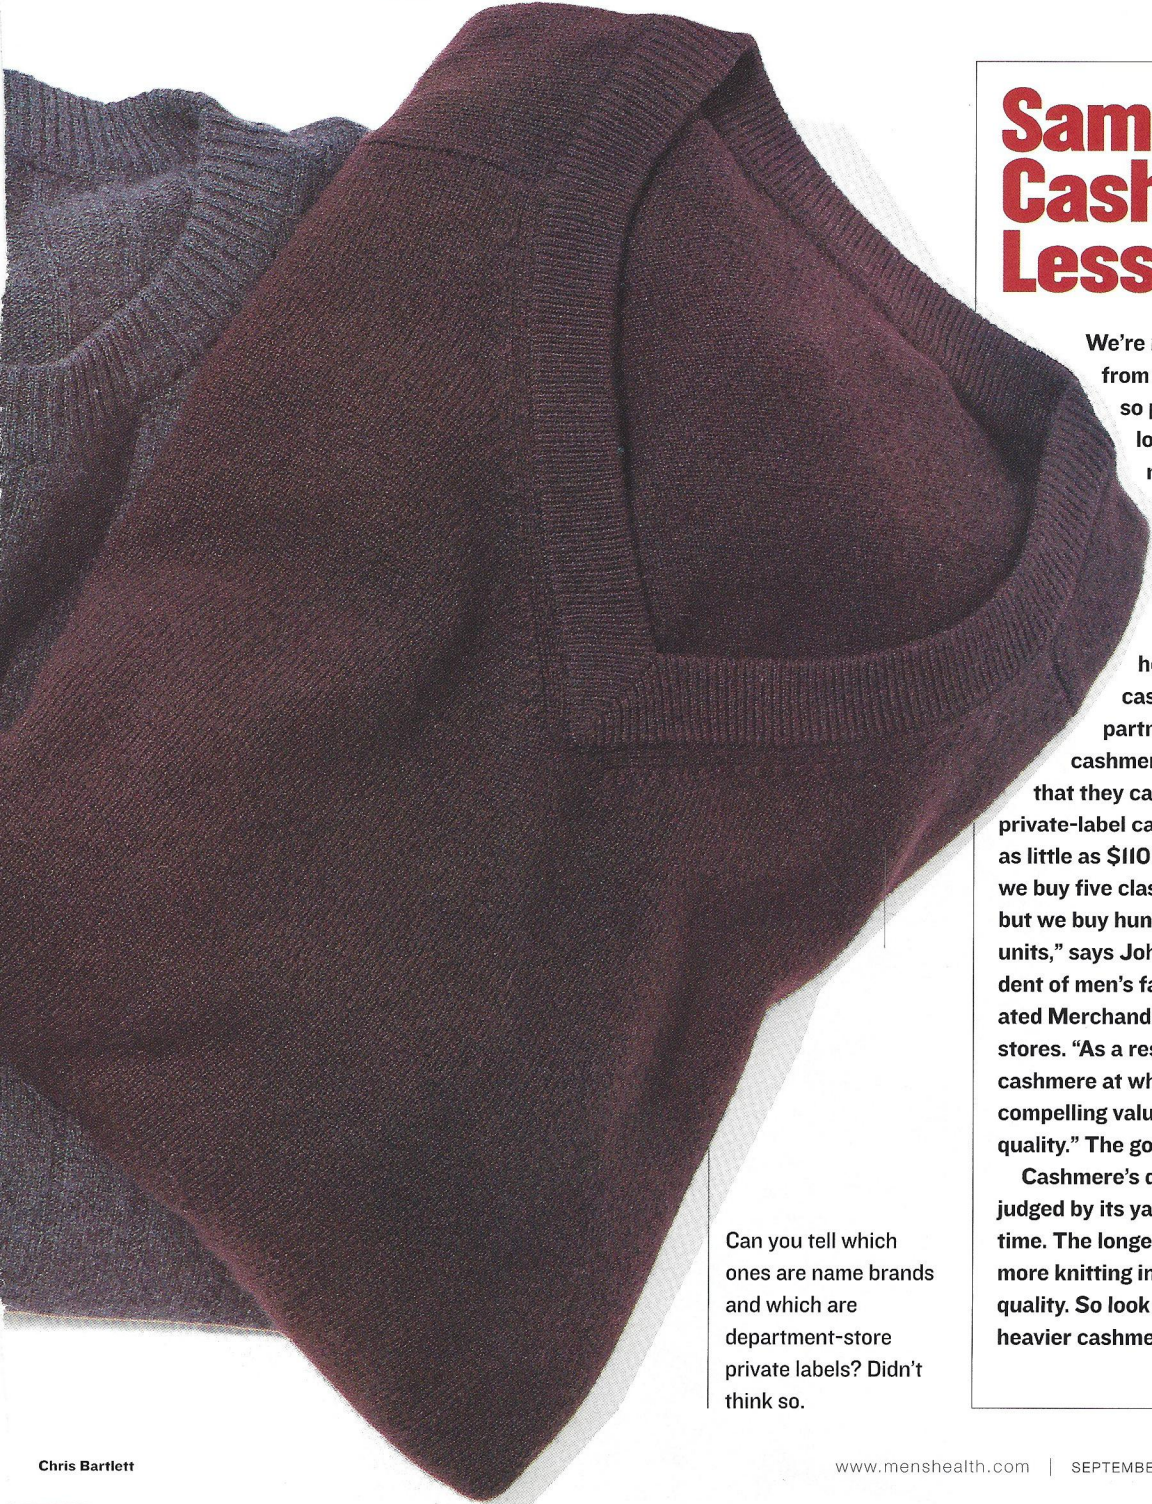 Sam
Cash
Less
We're
from
so
lo
cas
partn
cashmer
that they ca
private-label ca
as little as $110
we buy five clas
but we buy hun
units," says Joh
dent of men's fa
ated Merchand
stores. "As a res
cashmere at wh
compelling valu
quality." The go
Cashmere's
judged by its ya
time. The longe
more knitting in
quality. So look
heavier cashme
Can you tell which
ones are name brands
and which are
department-store
private labels? Didn't
think so.
Chris Bartlett
www.menshealth.com | SEPTEMBE